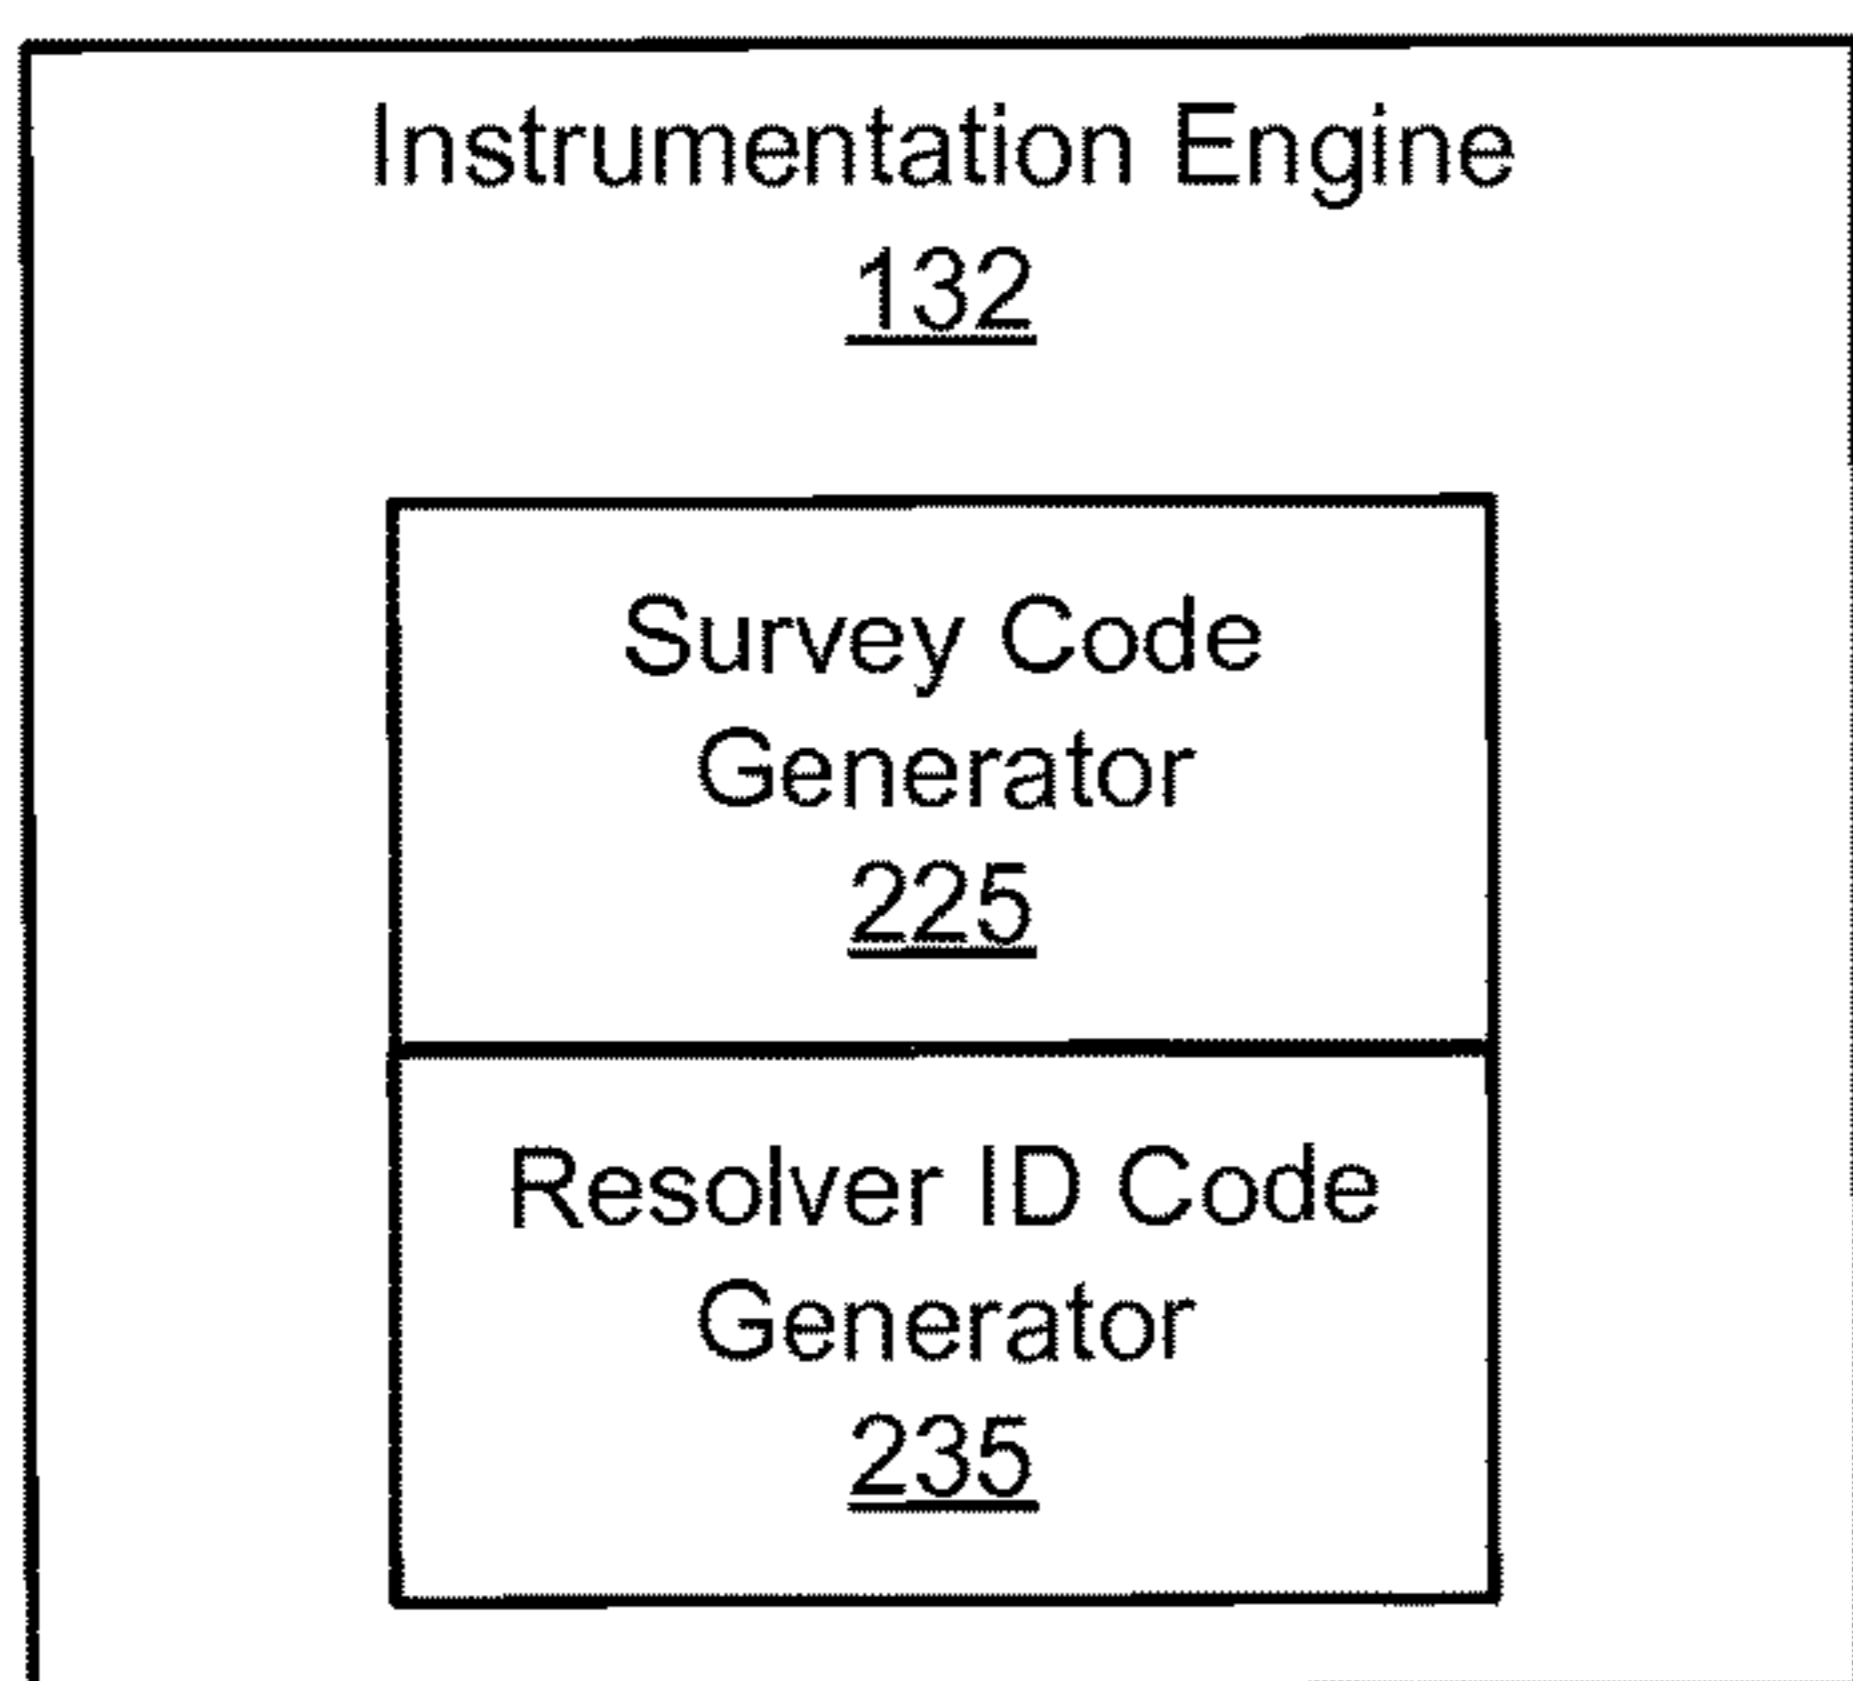 Instrumentation Engine
132
Survey Code
Generator
225
Resolver ID Code
Generator
235